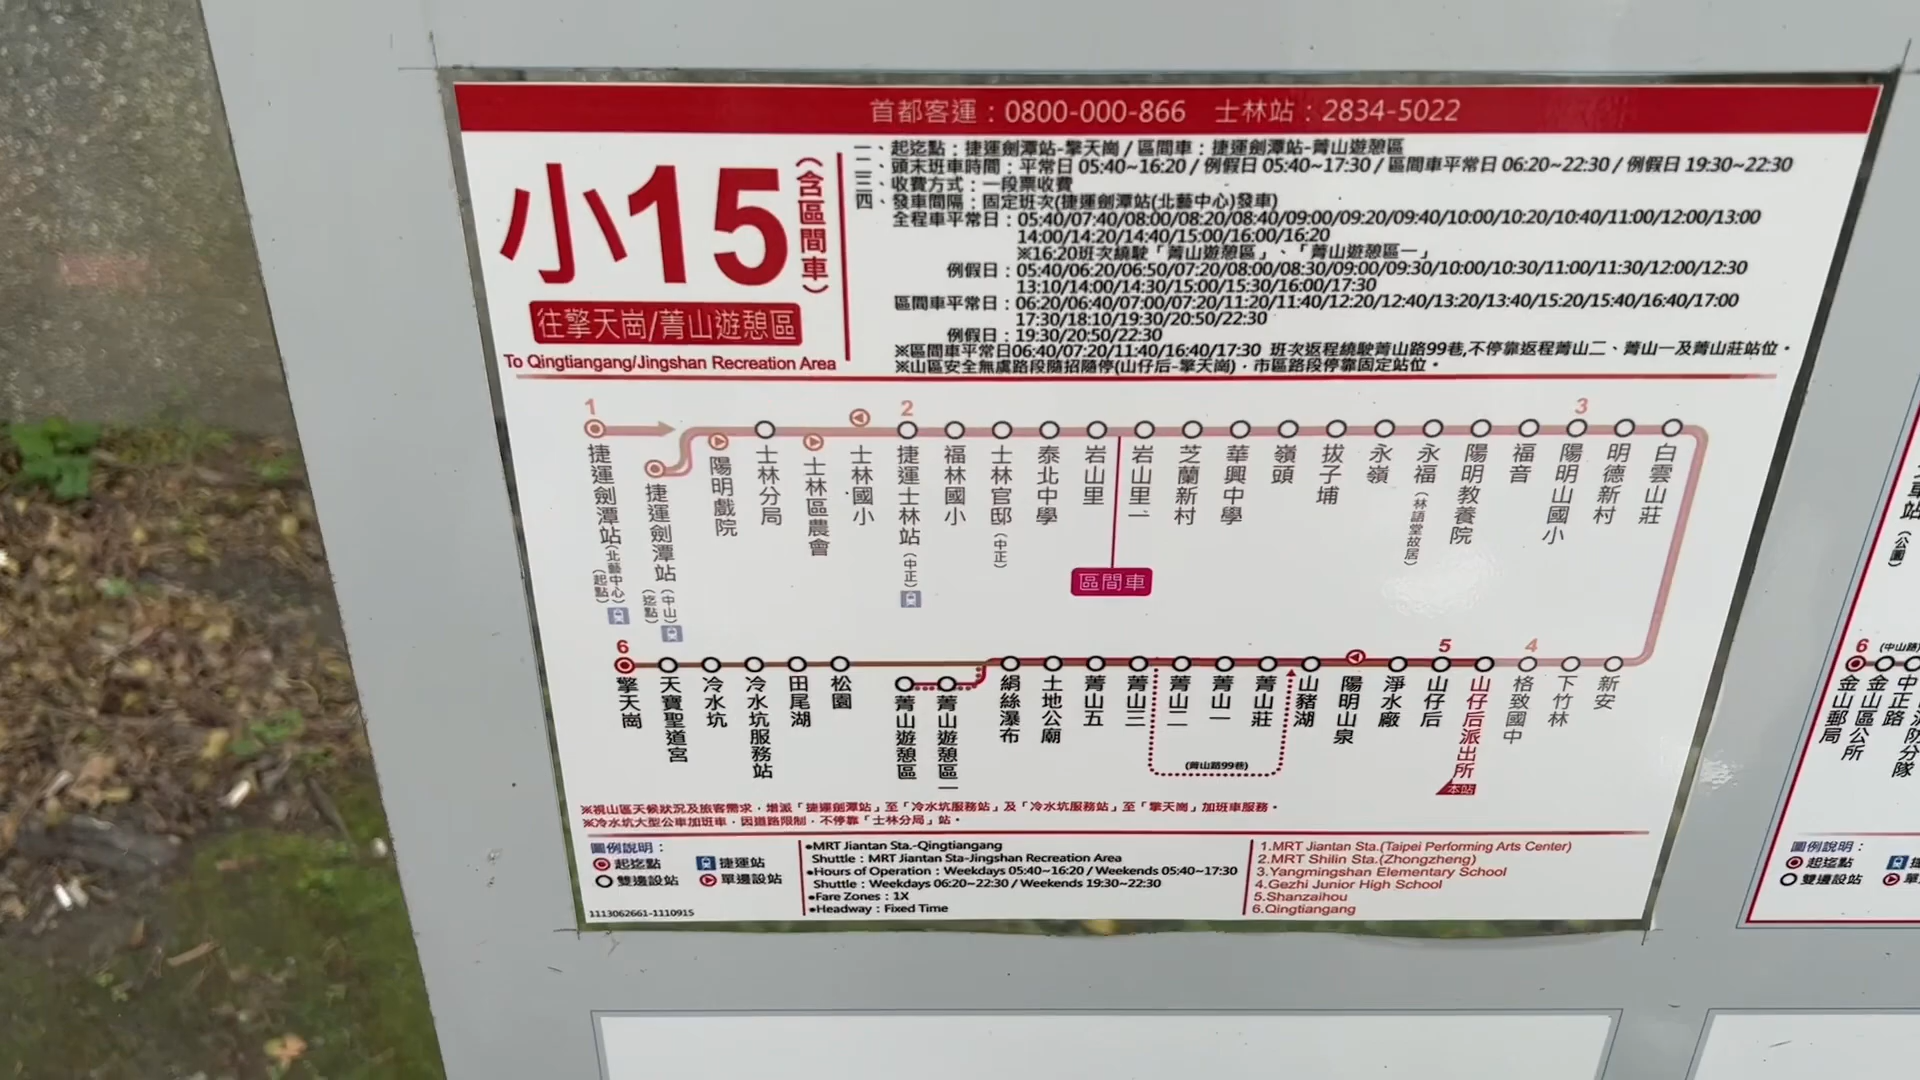 首都客運：0800-000-866 士林站：2834-5022
小15
（含區間車）
往擎天崗/菁山遊憩區
To Qingtiangang/Jingshan Recreation Area
一、起迄點：捷運劍潭站-擎天崗 / 區間車：捷運劍潭站-菁山遊憩區
二、頭末班車時間：平常日 05:40~16:20 / 例假日 05:40~17:30 / 區間車平常日 06:20~22:30 / 例假日 19:30~22:30
三、收費方式：一段票收費
四、發車間隔：固定班次(捷運劍潭站(北藝中心)發車)
全程車平常日：05:40/07:40/08:00/08:20/08:40/09:00/09:20/09:40/10:00/10:20/10:40/11:00/12:00/13:00
14:00/14:20/14:40/15:00/16:00/16:20
※16:20班次繞駛「菁山遊憩區」、「菁山遊憩區一」
例假日：05:40/06:20/06:50/07:20/08:00/08:30/09:00/09:30/10:00/10:30/11:00/11:30/12:00/12:30
13:10/14:00/14:30/15:00/15:30/16:00/17:30
區間車平常日：06:20/06:40/07:00/07:20/11:20/11:40/12:20/12:40/13:20/13:40/15:20/15:40/16:40/17:00
17:30/18:10/19:30/20:50/22:30
例假日：19:30/20:50/22:30
※區間車平常日06:40/07:20/11:40/16:40/17:30 班次返程繞駛菁山路99巷,不停靠返程菁山二、菁山一及菁山莊站位。
※山區安全無虞路段隨招隨停(山仔后-擎天崗)，市區路段停靠固定站位。
1
2
3
捷運劍潭站（北藝中心）（起點）
捷運劍潭站（中山）（迄點）
陽明戲院
士林分局
士林區農會
士林國小
捷運士林站（中正）
福林國小
士林官邸（中正）
泰北中學
岩山里
岩山里一
芝蘭新村
華興中學
嶺頭
拔子埔
永嶺
永福（林語堂故居）
陽明教養院
福音
陽明山國小
明德新村
白雲山莊
區間車
6
5
4
擎天崗
天寶聖道宮
冷水坑
冷水坑服務站
田尾湖
松園
菁山遊憩區
菁山遊憩區一
絹絲瀑布
土地公廟
菁山五
菁山三
菁山二
菁山一
菁山莊
山豬湖
陽明山泉
淨水廠
山仔后
山仔后派出所
本站
格致國中
下竹林
新安
(菁山路99巷)
※視山區天候狀況及旅客需求，增派「捷運劍潭站」至「冷水坑服務站」及「冷水坑服務站」至「擎天崗」加班車服務。
※冷水坑大型公車加班車，因道路限制，不停靠「士林分局」站。
圖例說明：
起迄點 捷運站
雙邊設站 單邊設站
1113062661-1110915
●MRT Jiantan Sta.-Qingtiangang
Shuttle：MRT Jiantan Sta-Jingshan Recreation Area
●Hours of Operation：Weekdays 05:40~16:20 / Weekends 05:40~17:30
Shuttle：Weekdays 06:20~22:30 / Weekends 19:30~22:30
●Fare Zones：1X
●Headway：Fixed Time
1.MRT Jiantan Sta.(Taipei Performing Arts Center)
2.MRT Shilin Sta.(Zhongzheng)
3.Yangmingshan Elementary School
4.Gezhi Junior High School
5.Shanzaihou
6.Qingtiangang
車站（公園）
6
(中山路)
金山郵局
金山區公所
中正路
消防分隊
圖例說明：
起迄點
雙邊設站